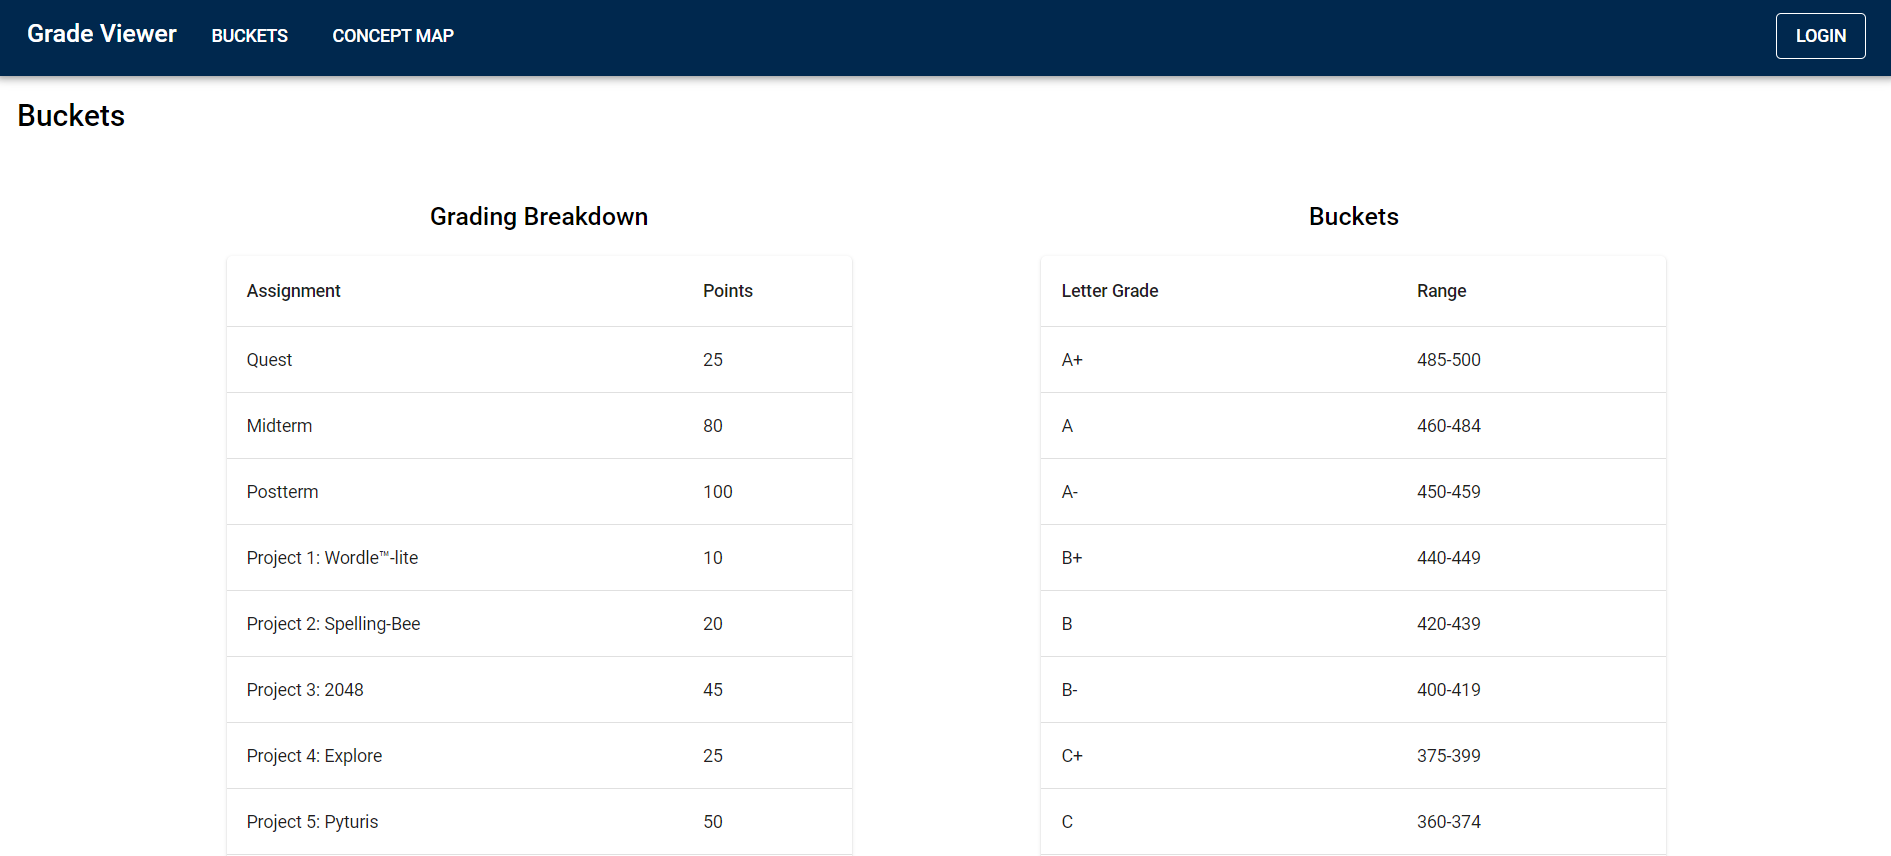 Grade Viewer BUCKETS CONCEPT MAP LOGIN
Buckets
Grading Breakdown
Assignment Points
Quest 25
Midterm 80
Postterm 100
Project 1: Wordle™-lite 10
Project 2: Spelling-Bee 20
Project 3: 2048 45
Project 4: Explore 25
Project 5: Pyturis 50
Buckets
Letter Grade Range
A+ 485-500
A 460-484
A- 450-459
B+ 440-449
B 420-439
B- 400-419
C+ 375-399
C 360-374